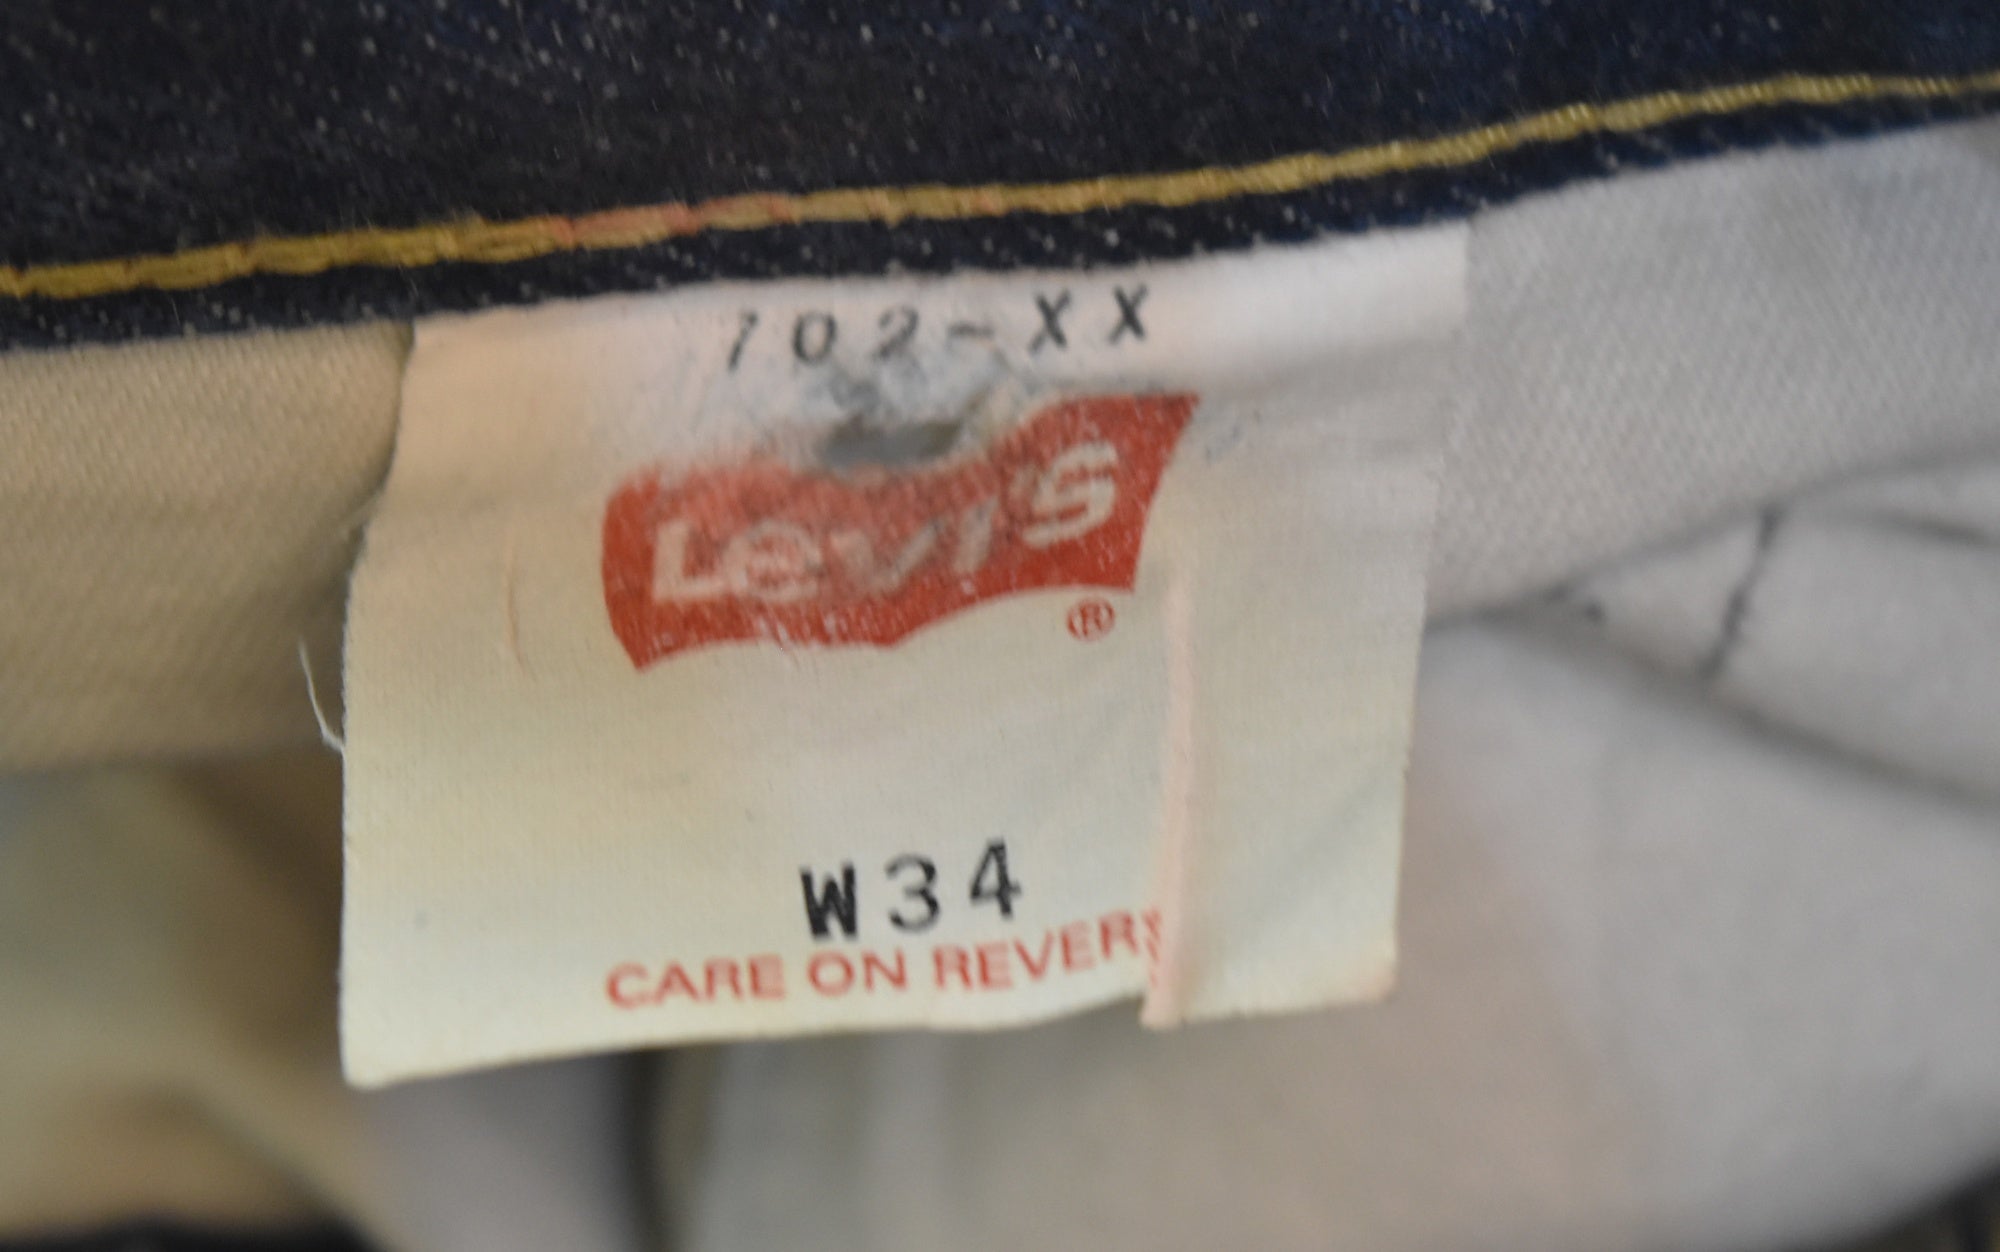 702-XX
Levi's
®
W34
CARE ON REVERS